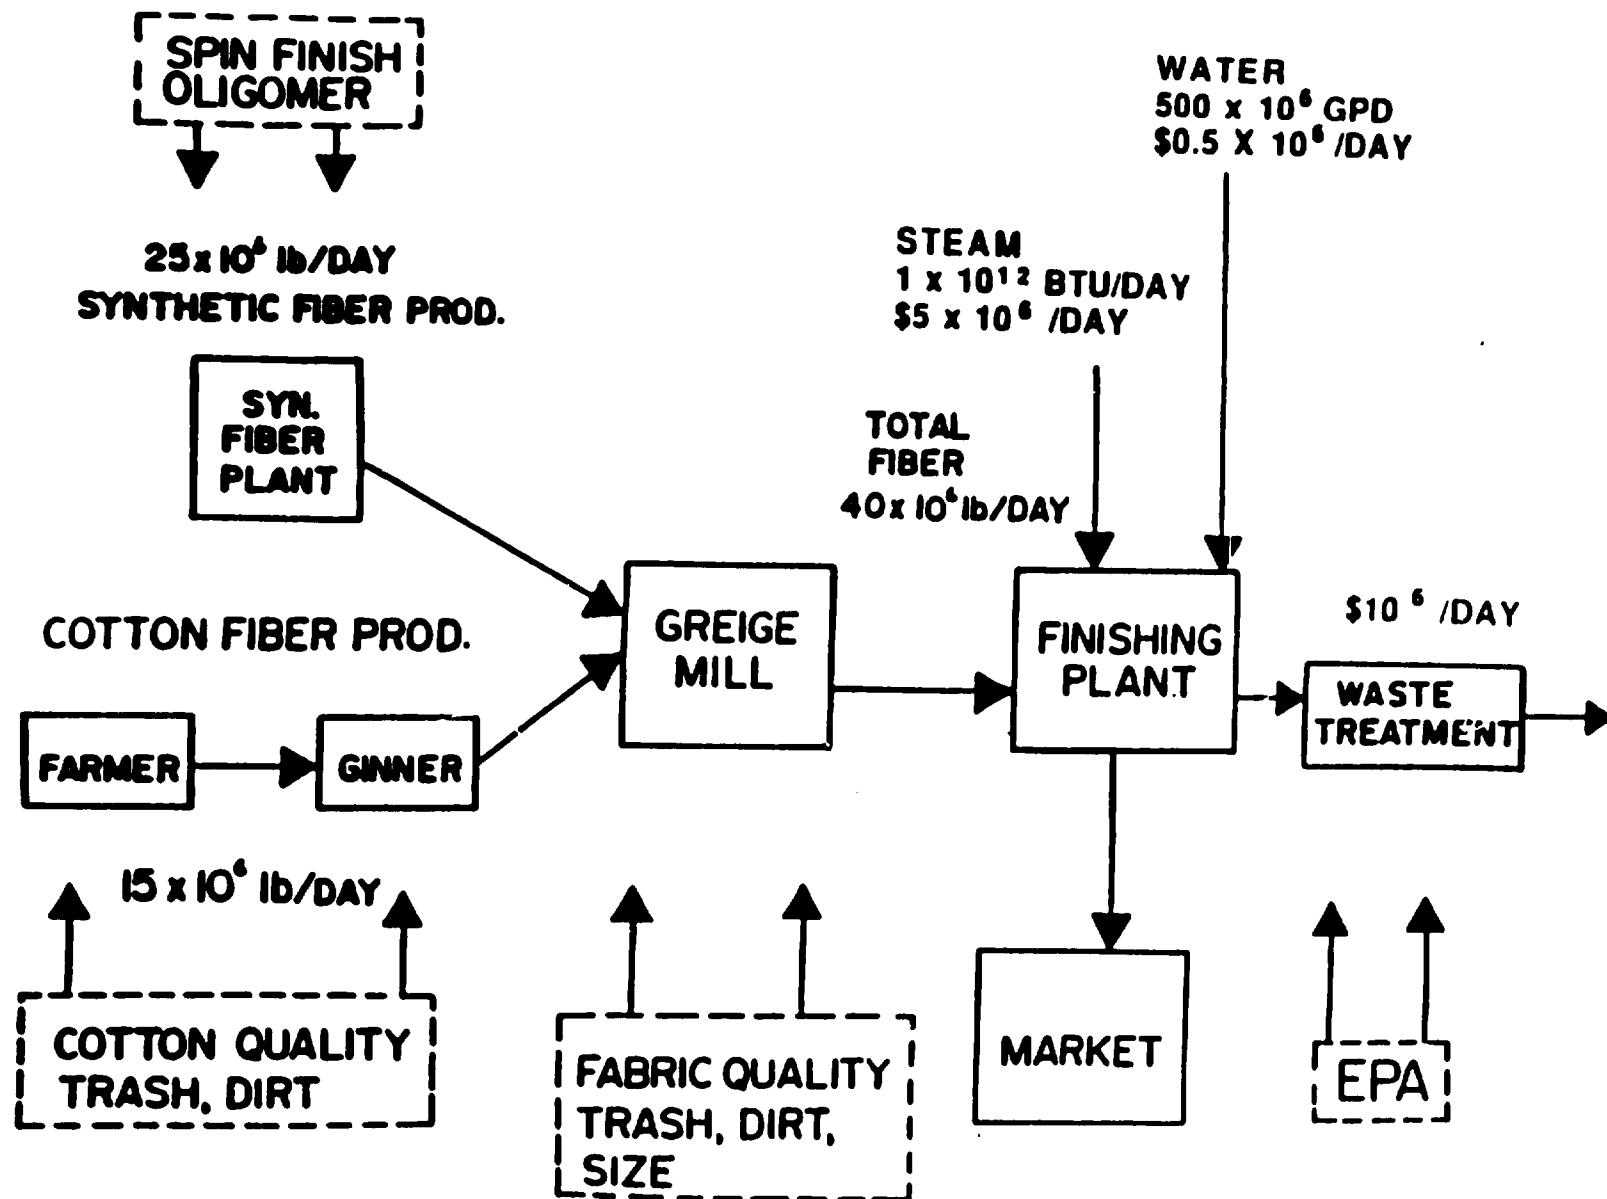 SPIN FINISH
OLIGOMER
WATER
500 x 10⁶ GPD
$0.5 X 10⁶ /DAY
25 x 10⁶ lb/DAY
SYNTHETIC FIBER PROD.
STEAM
1 x 10¹² BTU/DAY
$5 x 10⁶ /DAY
SYN.
FIBER
PLANT
TOTAL
FIBER
40 x 10⁶ lb/DAY
COTTON FIBER PROD.
GREIGE
MILL
FINISHING
PLANT
$10⁶ /DAY
WASTE
TREATMENT
FARMER
GINNER
15 x 10⁶ lb/DAY
COTTON QUALITY
TRASH, DIRT
FABRIC QUALITY
TRASH, DIRT,
SIZE
MARKET
EPA